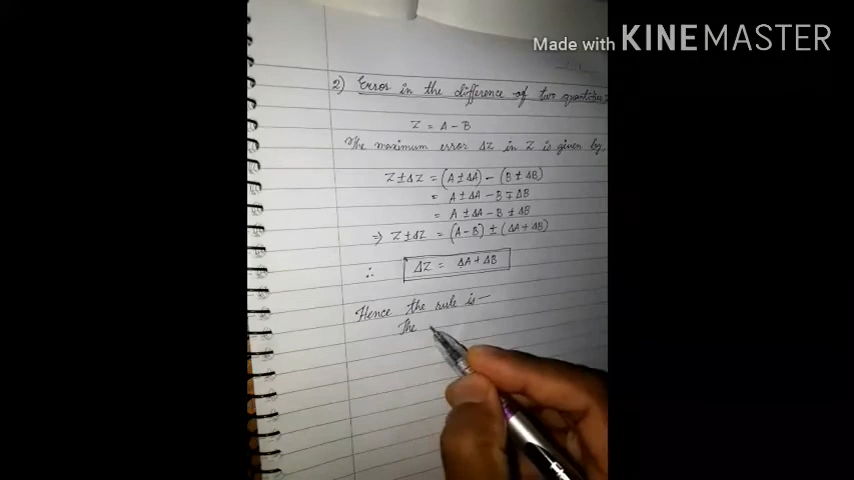 Made with KINEMASTER
2) Error in the difference of two quantities
Z = A - B
The maximum error ΔZ in Z is given by,
Z ± ΔZ = (A ± ΔA) - (B ± ΔB)
= A ± ΔA - B ∓ ΔB
= A ± ΔA - B ± ΔB
⇒ Z ± ΔZ = (A - B) ± (ΔA + ΔB)
∴ ΔZ = ΔA + ΔB
Hence the rule is—
The